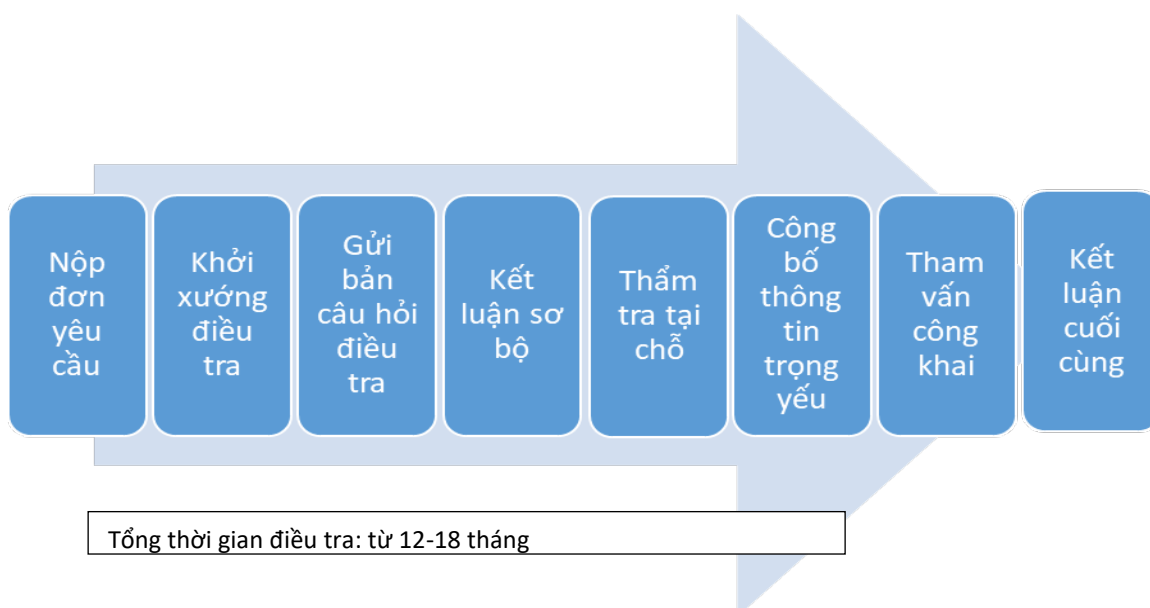 Nộp
đơn
yêu
cầu
Khởi
xướng
điều
tra
Gửi
bản
câu hỏi
điều
tra
Kết
luận sơ
bộ
Thẩm
tra tại
chỗ
Công
bố
thông
tin
trọng
yếu
Tham
vấn
công
khai
Kết
luận
cuối
cùng
Tổng thời gian điều tra: từ 12-18 tháng